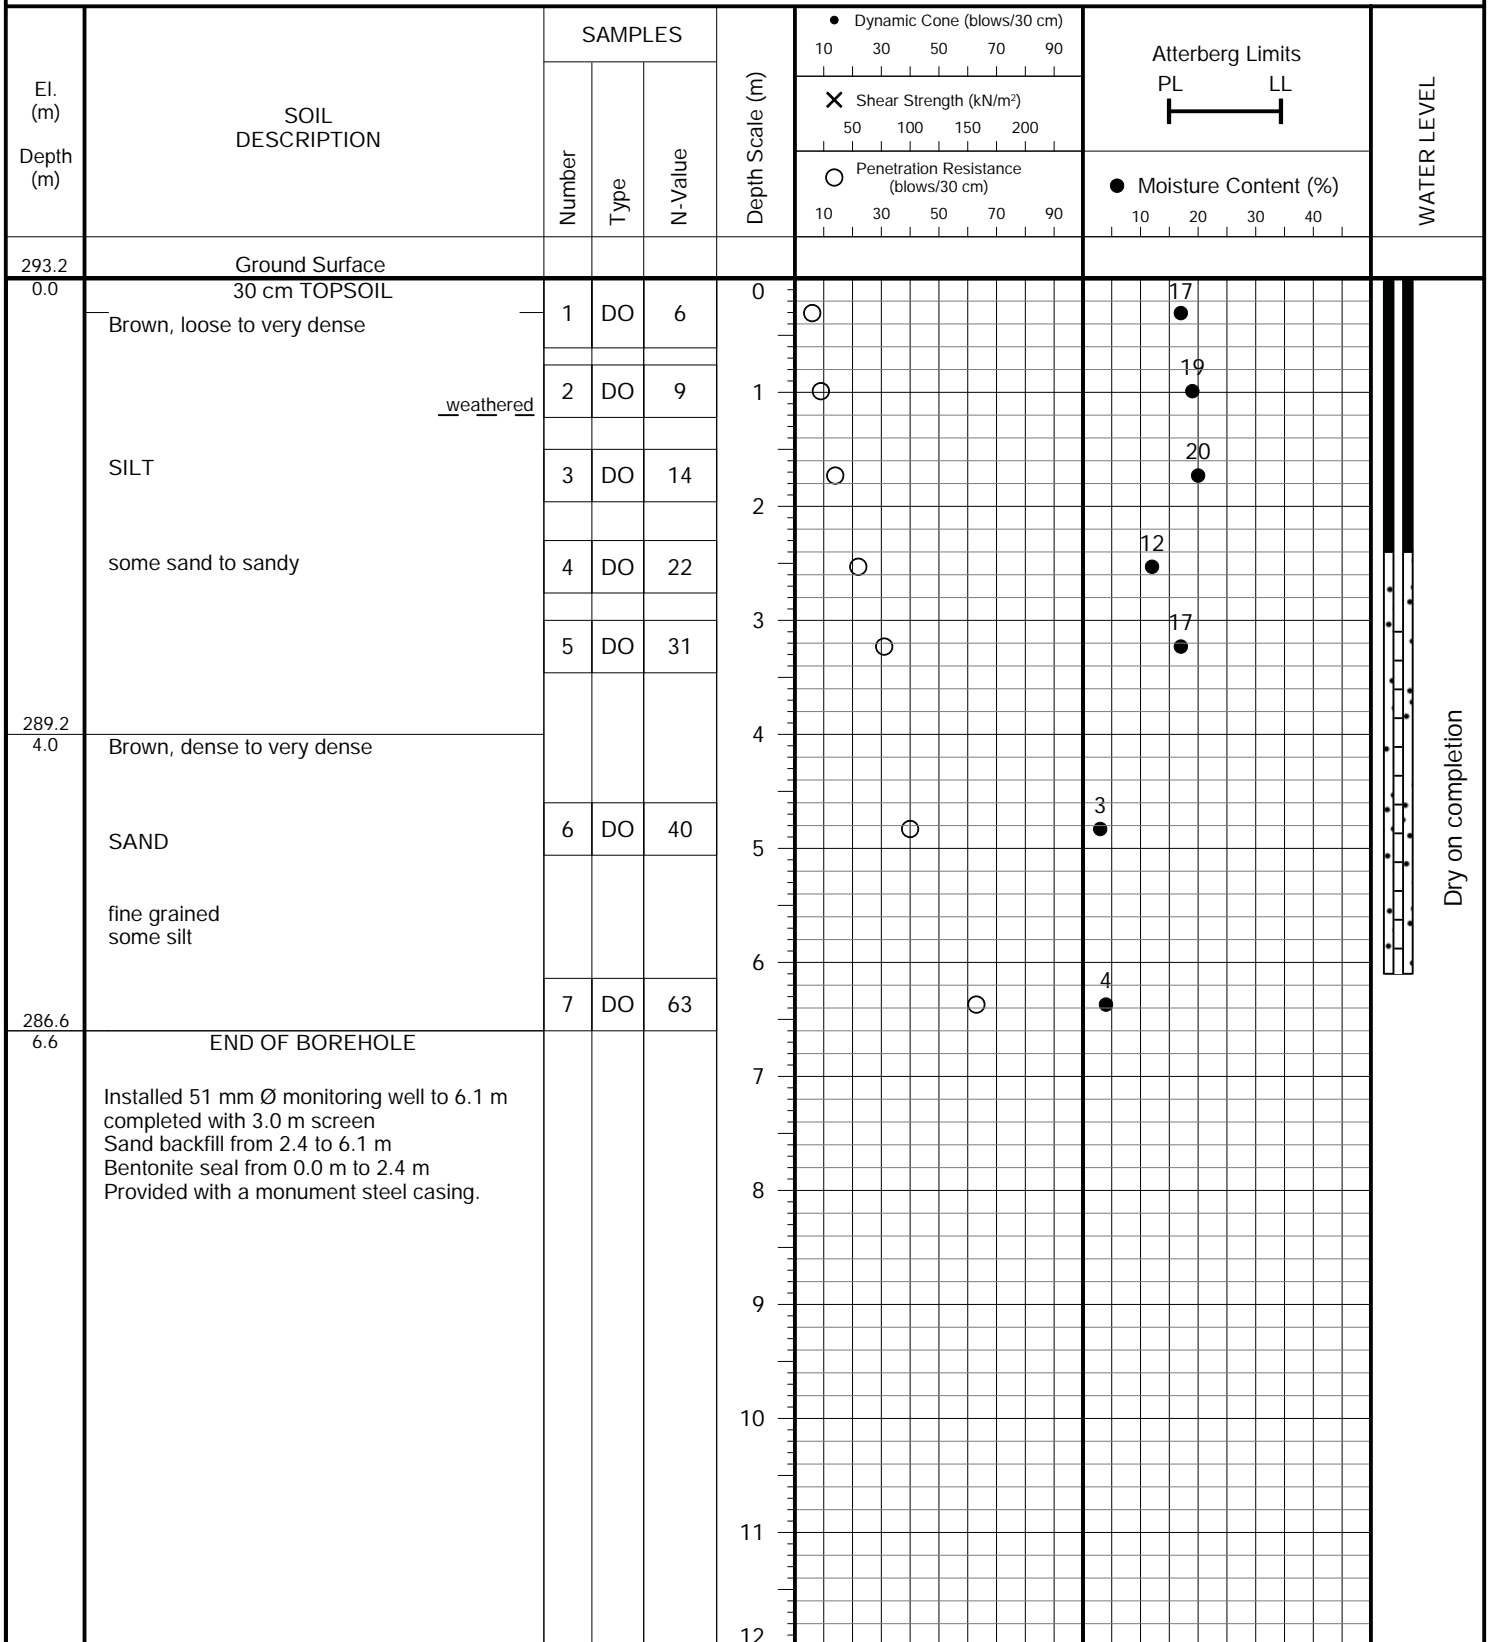 El.
(m)
Depth
(m)
SOIL
DESCRIPTION
SAMPLES
Number
Type
N-Value
Depth Scale (m)
Dynamic Cone (blows/30 cm)
10 30 50 70 90
Shear Strength (kN/m²)
50 100 150 200
Penetration Resistance
(blows/30 cm)
10 30 50 70 90
Atterberg Limits
PL LL
Moisture Content (%)
10 20 30 40
WATER LEVEL
293.2 Ground Surface
0.0 30 cm TOPSOIL 0 17
Brown, loose to very dense 1 DO 6
19
2 DO 9 1
weathered
20
SILT 3 DO 14
2
12
some sand to sandy 4 DO 22
3 17
5 DO 31
289.2
4.0 Brown, dense to very dense 4
3
6 DO 40
SAND 5
Dry on completion
fine grained
some silt
6
4
7 DO 63
286.6
6.6 END OF BOREHOLE
7
Installed 51 mm Ø monitoring well to 6.1 m
completed with 3.0 m screen
Sand backfill from 2.4 to 6.1 m
Bentonite seal from 0.0 m to 2.4 m
Provided with a monument steel casing.
8
9
10
11
12